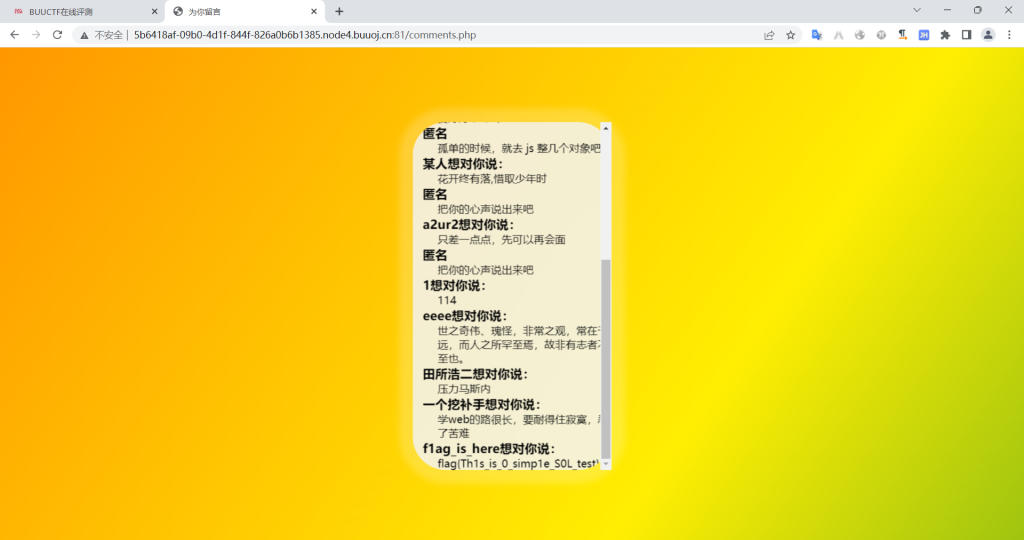 BUUCTF在线评测
为你留言
不安全 | 5b6418af-09b0-4d1f-844f-826a0b6b1385.node4.buuoj.cn:81/comments.php
匿名
孤单的时候，就去 js 整几个对象吧
某人想对你说：
花开终有落,惜取少年时
匿名
把你的心声说出来吧
a2ur2想对你说：
只差一点点，先可以再会面
匿名
把你的心声说出来吧
1想对你说：
114
eeee想对你说：
世之奇伟、瑰怪，非常之观，常在
远，而人之所罕至焉，故非有志者
至也。
田所浩二想对你说：
压力马斯内
一个挖补手想对你说：
学web的路很长，要耐得住寂寞，
了苦难
f1ag_is_here想对你说：
flag{Th1s_is_0_simp1e_S0L_test}